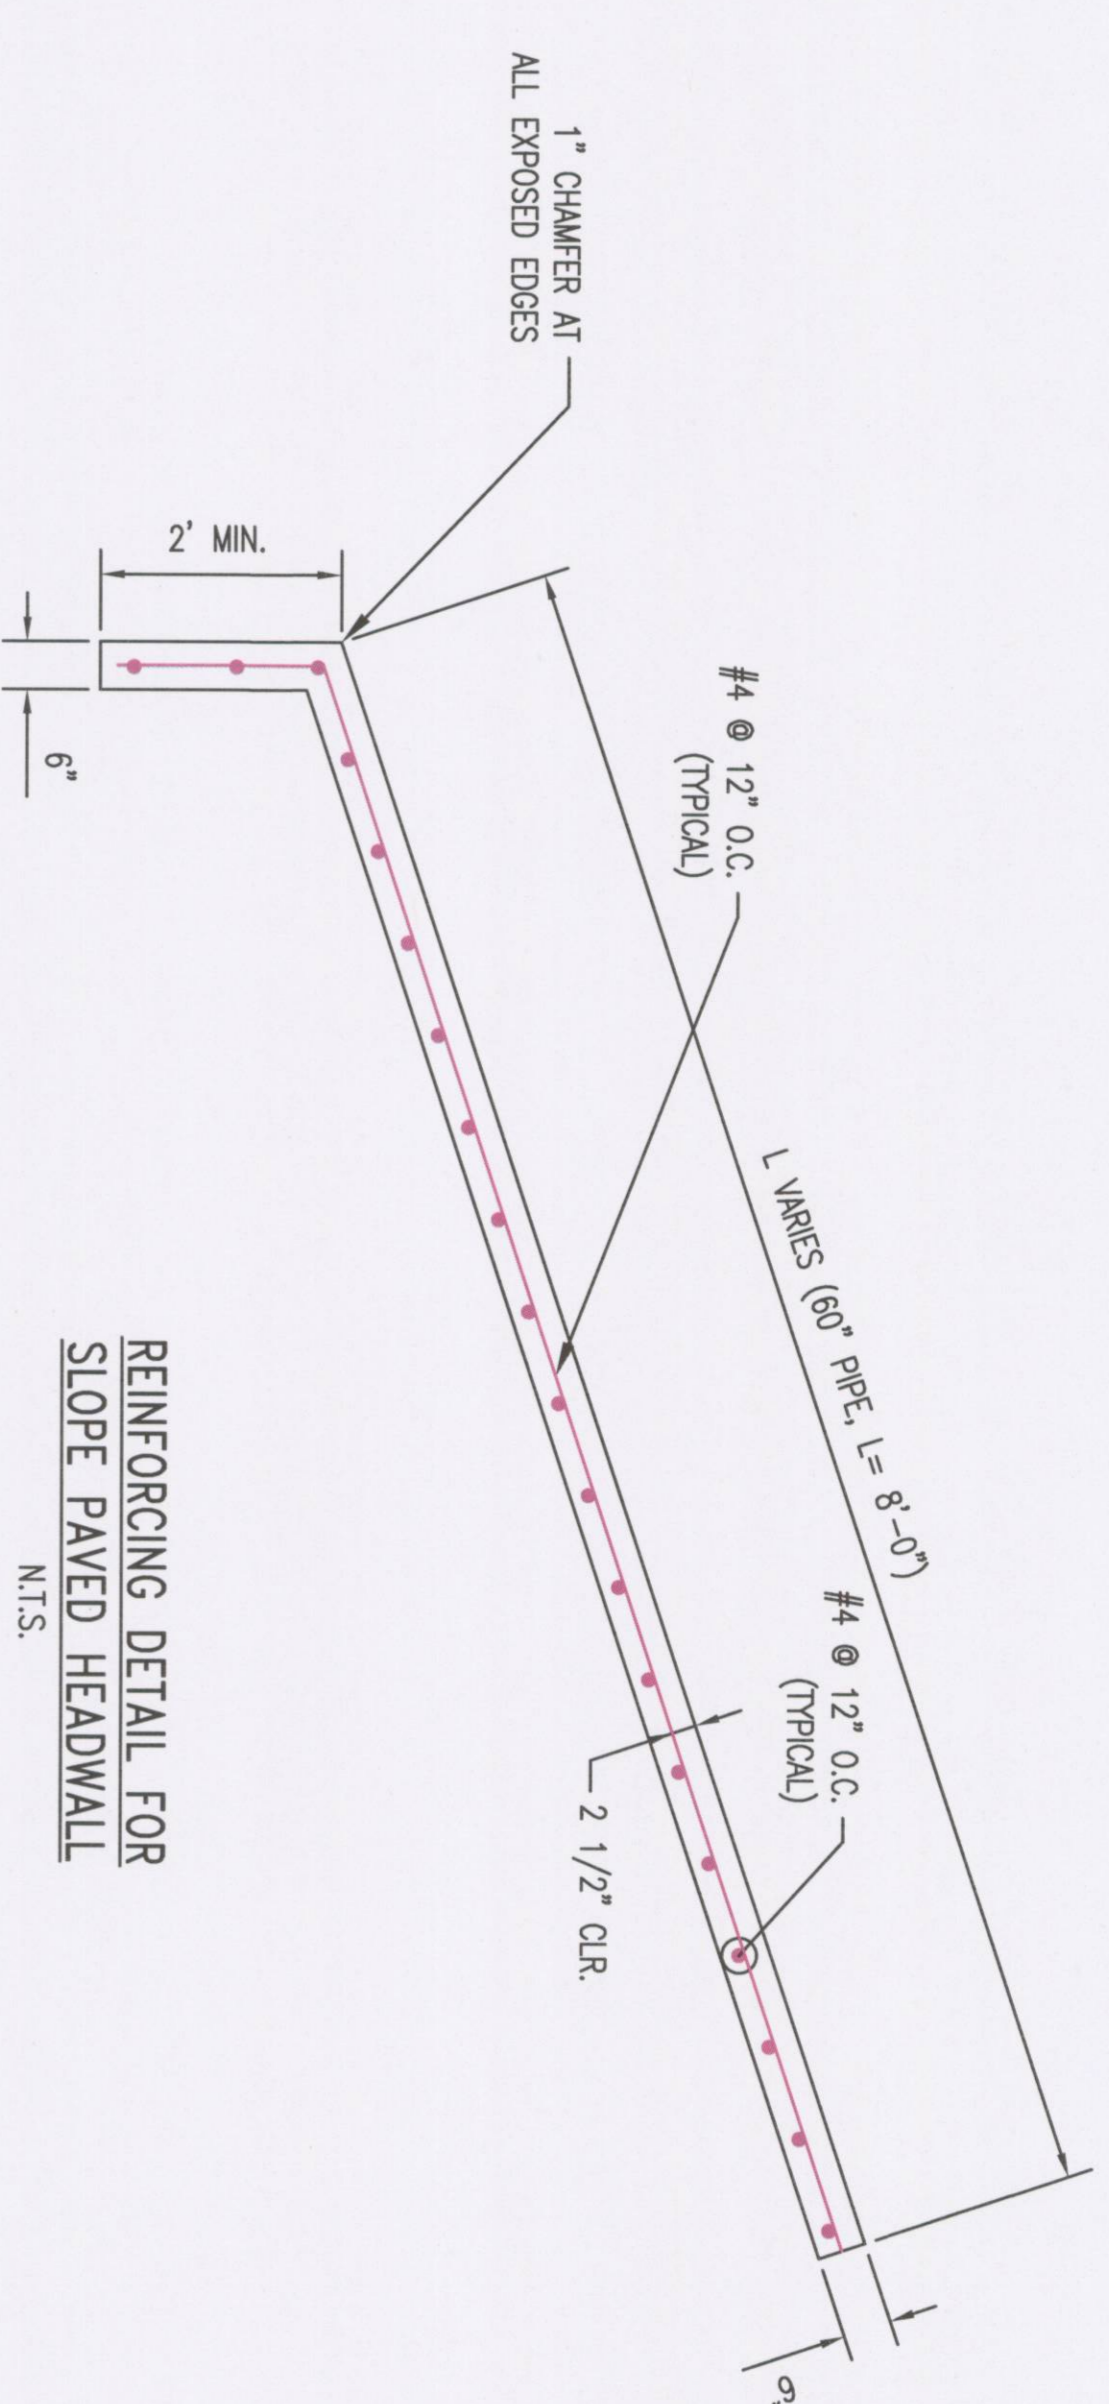 1" CHAMFER AT
ALL EXPOSED EDGES
2' MIN.
6"
#4 @ 12" O.C.
(TYPICAL)
L VARIES (60" PIPE, L= 8'-0")
#4 @ 12" O.C.
(TYPICAL)
2 1/2" CLR.
REINFORCING DETAIL FOR
SLOPE PAVED HEADWALL
N.T.S.